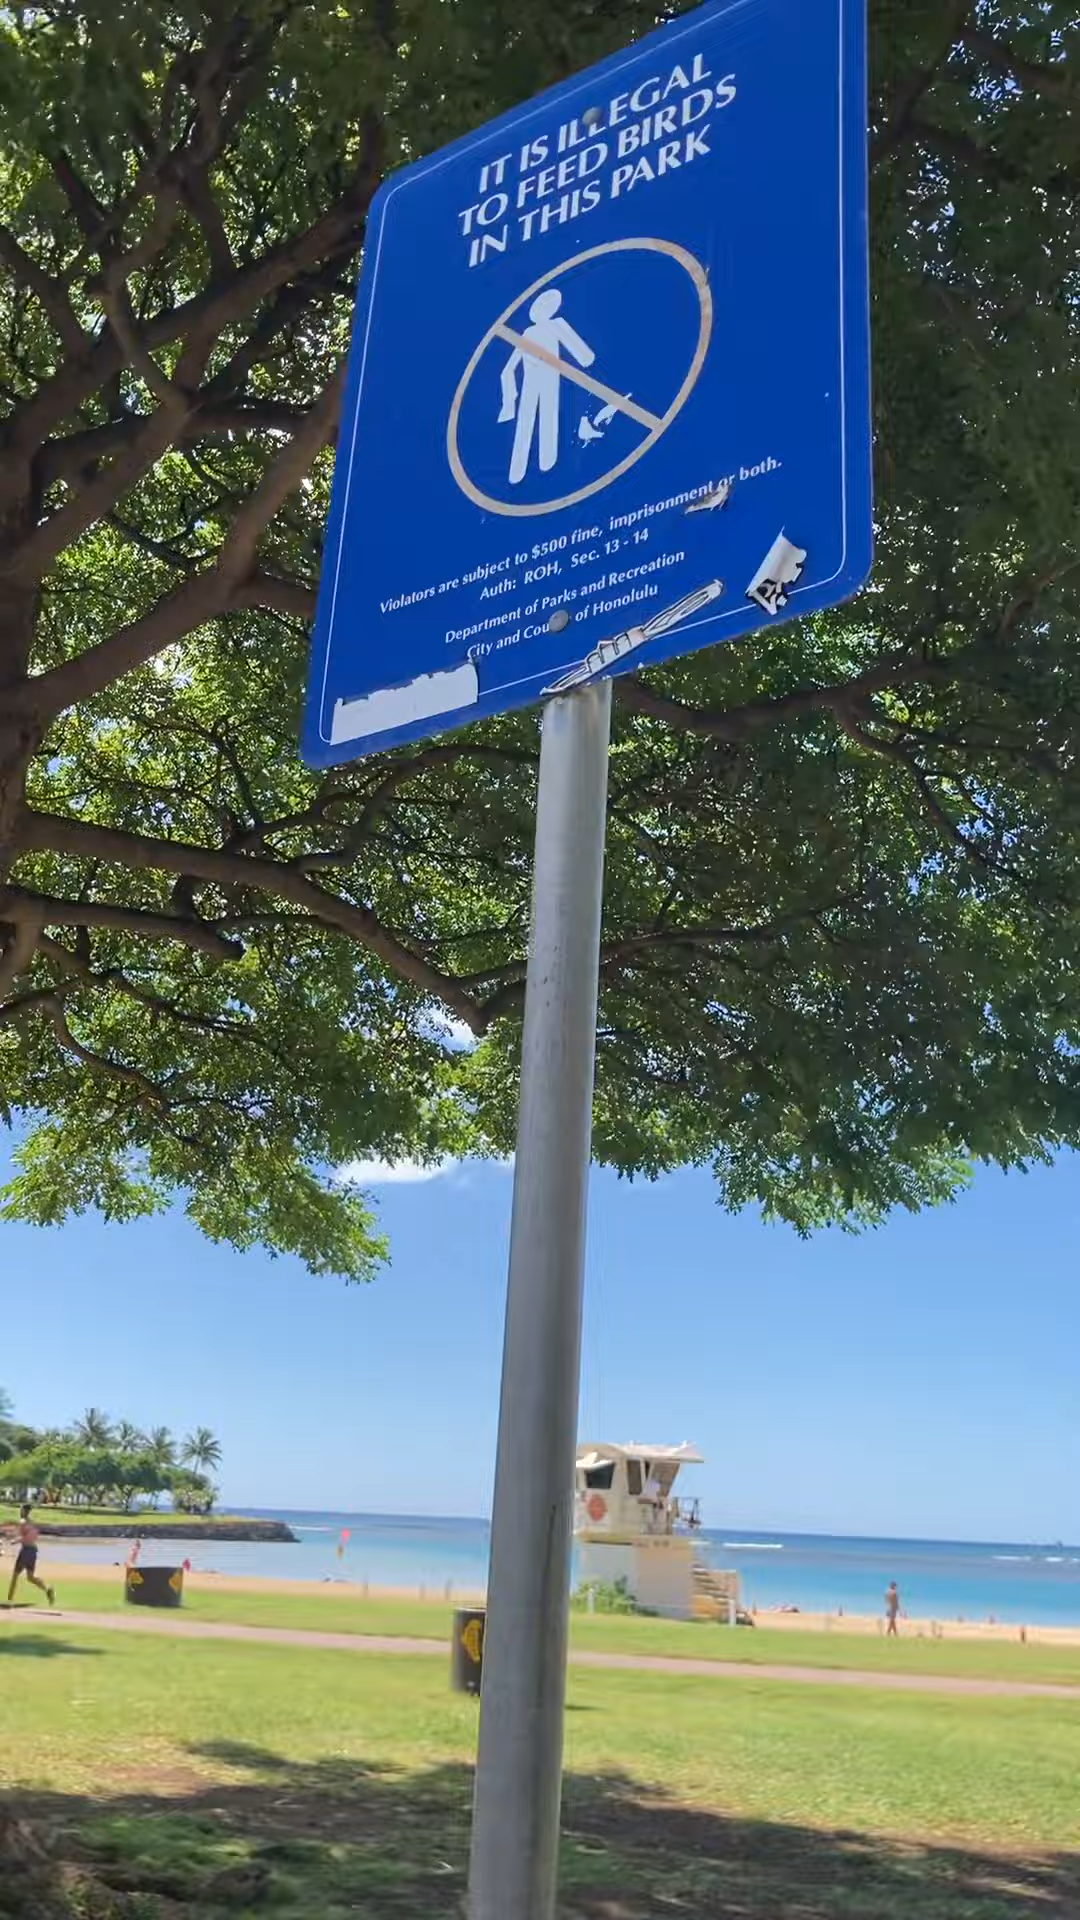 IT IS ILLEGAL
TO FEED BIRDS
IN THIS PARK
Violators are subject to $500 fine, imprisonment or both.
Auth: ROH, Sec. 13 - 14
Department of Parks and Recreation
City and of Honolulu